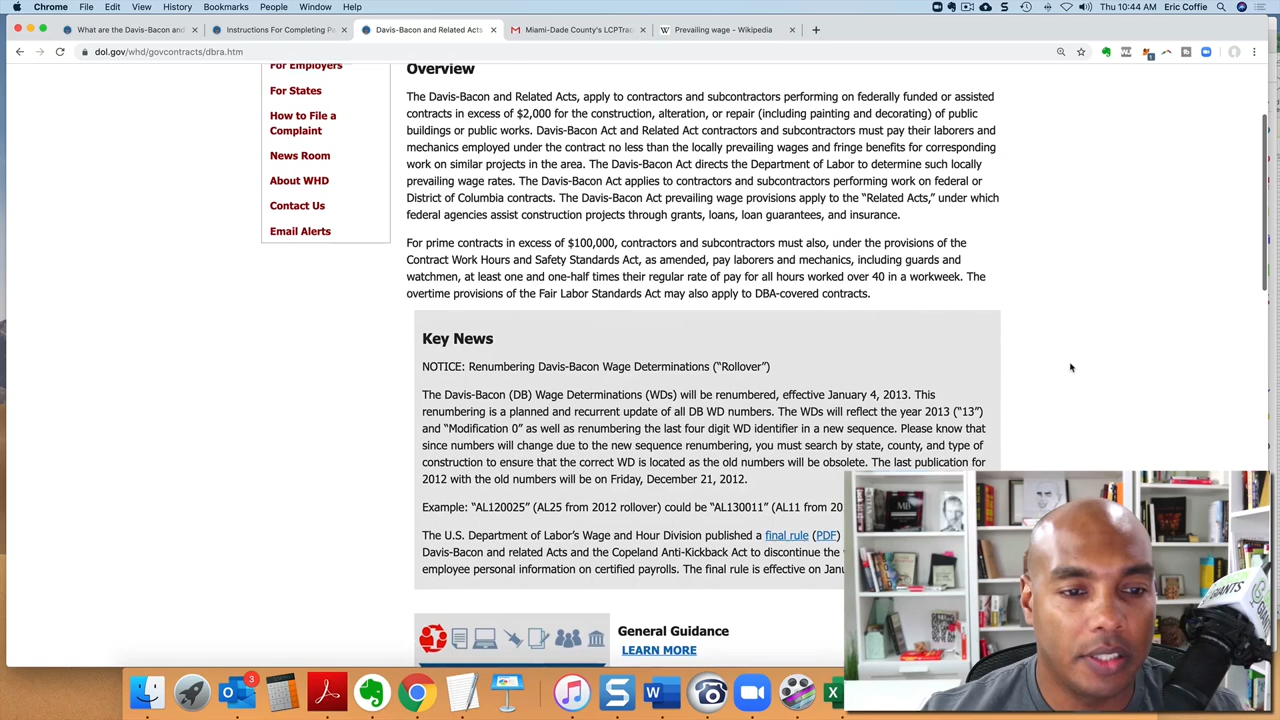 Chrome File Edit View History Bookmarks People Window Help Thu 10:44 AM Eric Coffie
What are the Davis-Bacon and Instructions For Completing Pa Davis-Bacon and Related Acts Miami-Dade County's LCPTrac Prevailing wage - Wikipedia
dol.gov/whd/govcontracts/dbra.htm
For Employers
For States
How to File a
Complaint
News Room
About WHD
Contact Us
Email Alerts
Overview
The Davis-Bacon and Related Acts, apply to contractors and subcontractors performing on federally funded or assisted
contracts in excess of $2,000 for the construction, alteration, or repair (including painting and decorating) of public
buildings or public works. Davis-Bacon Act and Related Act contractors and subcontractors must pay their laborers and
mechanics employed under the contract no less than the locally prevailing wages and fringe benefits for corresponding
work on similar projects in the area. The Davis-Bacon Act directs the Department of Labor to determine such locally
prevailing wage rates. The Davis-Bacon Act applies to contractors and subcontractors performing work on federal or
District of Columbia contracts. The Davis-Bacon Act prevailing wage provisions apply to the “Related Acts,” under which
federal agencies assist construction projects through grants, loans, loan guarantees, and insurance.
For prime contracts in excess of $100,000, contractors and subcontractors must also, under the provisions of the
Contract Work Hours and Safety Standards Act, as amended, pay laborers and mechanics, including guards and
watchmen, at least one and one-half times their regular rate of pay for all hours worked over 40 in a workweek. The
overtime provisions of the Fair Labor Standards Act may also apply to DBA-covered contracts.
Key News
NOTICE: Renumbering Davis-Bacon Wage Determinations (“Rollover”)
The Davis-Bacon (DB) Wage Determinations (WDs) will be renumbered, effective January 4, 2013. This
renumbering is a planned and recurrent update of all DB WD numbers. The WDs will reflect the year 2013 (“13”)
and “Modification 0” as well as renumbering the last four digit WD identifier in a new sequence. Please know that
since numbers will change due to the new sequence renumbering, you must search by state, county, and type of
construction to ensure that the correct WD is located as the old numbers will be obsolete. The last publication for
2012 with the old numbers will be on Friday, December 21, 2012.
Example: “AL120025” (AL25 from 2012 rollover) could be “AL130011” (AL11 from 20
The U.S. Department of Labor’s Wage and Hour Division published a final rule (PDF)
Davis-Bacon and related Acts and the Copeland Anti-Kickback Act to discontinue the
employee personal information on certified payrolls. The final rule is effective on Janu
General Guidance
LEARN MORE
3
MB
GIANTS